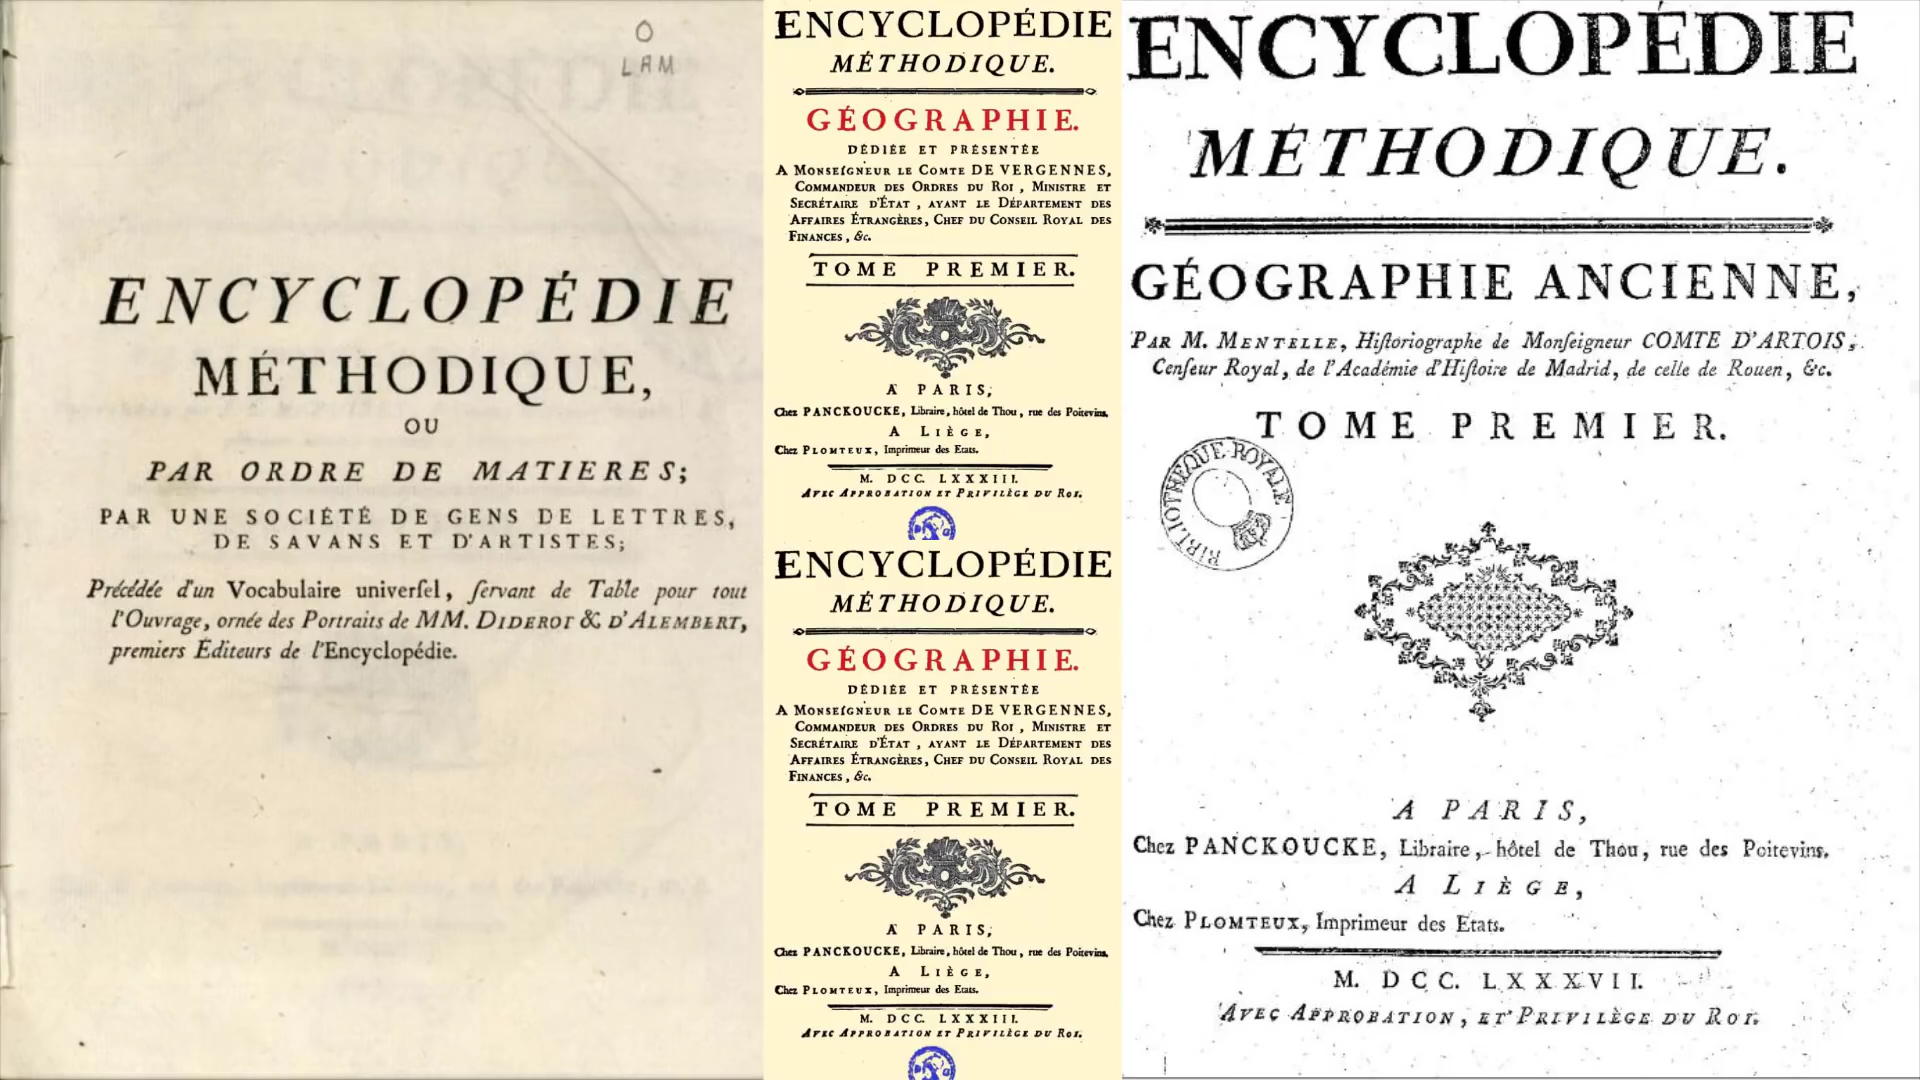 O
LAM
ENCYCLOPÉDIE
MÉTHODIQUE,
OU
PAR ORDRE DE MATIERES;
PAR UNE SOCIÉTÉ DE GENS DE LETTRES,
DE SAVANS ET D'ARTISTES;
Précédée d'un Vocabulaire univerſel, ſervant de Table pour tout
l'Ouvrage, ornée des Portraits de MM. DIDEROT & D'ALEMBERT,
premiers Éditeurs de l'Encyclopédie.
ENCYCLOPÉDIE
MÉTHODIQUE.
GÉOGRAPHIE.
DÉDIÉE ET PRÉSENTÉE
A MONSEIGNEUR LE COMTE DE VERGENNES,
COMMANDEUR DES ORDRES DU ROI, MINISTRE ET
SECRÉTAIRE D'ÉTAT, AYANT LE DÉPARTEMENT DES
AFFAIRES ÉTRANGÈRES, CHEF DU CONSEIL ROYAL DES
FINANCES, &c.
TOME PREMIER.
A PARIS,
Chez PANCKOUCKE, Libraire, hôtel de Thou, rue des Poitevins.
A LIÈGE,
Chez PLOMTEUX, Imprimeur des Etats.
M. DCC. LXXXIII.
AVEC APPROBATION ET PRIVILÈGE DU ROI.
ENCYCLOPÉDIE
MÉTHODIQUE.
GÉOGRAPHIE.
DÉDIÉE ET PRÉSENTÉE
A MONSEIGNEUR LE COMTE DE VERGENNES,
COMMANDEUR DES ORDRES DU ROI, MINISTRE ET
SECRÉTAIRE D'ÉTAT, AYANT LE DÉPARTEMENT DES
AFFAIRES ÉTRANGÈRES, CHEF DU CONSEIL ROYAL DES
FINANCES, &c.
TOME PREMIER.
A PARIS,
Chez PANCKOUCKE, Libraire, hôtel de Thou, rue des Poitevins.
A LIÈGE,
Chez PLOMTEUX, Imprimeur des Etats.
M. DCC. LXXXIII.
AVEC APPROBATION ET PRIVILÈGE DU ROI.
ENCYCLOPÉDIE
MÉTHODIQUE.
GÉOGRAPHIE ANCIENNE,
PAR M. MENTELLE, Hiſtoriographe de Monſeigneur COMTE D'ARTOIS,
Cenſeur Royal, de l'Académie d'Hiſtoire de Madrid, de celle de Rouen, &c.
TOME PREMIER.
BIBLIOTHEQUE ROYALE
A PARIS,
Chez PANCKOUCKE, Libraire, hôtel de Thou, rue des Poitevins.
A LIÈGE,
Chez PLOMTEUX, Imprimeur des Etats.
M. DCC. LXXXVII.
AVEC APPROBATION, ET PRIVILÈGE DU ROI.